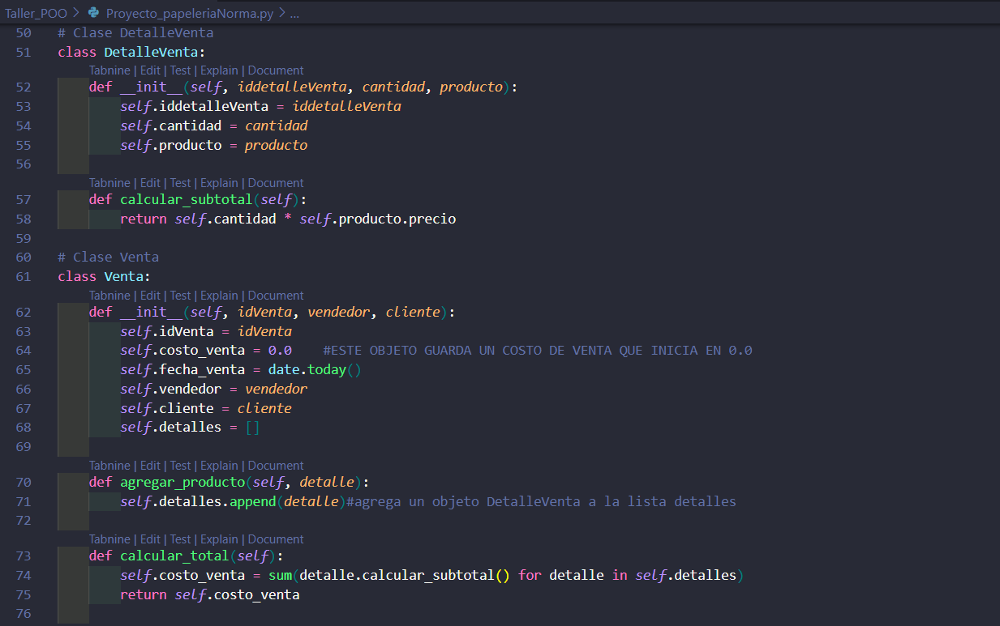 Taller_POO > Proyecto_papeleriaNorma.py > ...
50 # Clase DetalleVenta
51 class DetalleVenta:
Tabnine | Edit | Test | Explain | Document
52 def __init__(self, iddetalleVenta, cantidad, producto):
53 self.iddetalleVenta = iddetalleVenta
54 self.cantidad = cantidad
55 self.producto = producto
56
Tabnine | Edit | Test | Explain | Document
57 def calcular_subtotal(self):
58 return self.cantidad * self.producto.precio
59
60 # Clase Venta
61 class Venta:
Tabnine | Edit | Test | Explain | Document
62 def __init__(self, idVenta, vendedor, cliente):
63 self.idVenta = idVenta
64 self.costo_venta = 0.0 #ESTE OBJETO GUARDA UN COSTO DE VENTA QUE INICIA EN 0.0
65 self.fecha_venta = date.today()
66 self.vendedor = vendedor
67 self.cliente = cliente
68 self.detalles = []
69
Tabnine | Edit | Test | Explain | Document
70 def agregar_producto(self, detalle):
71 self.detalles.append(detalle)#agrega un objeto DetalleVenta a la lista detalles
72
Tabnine | Edit | Test | Explain | Document
73 def calcular_total(self):
74 self.costo_venta = sum(detalle.calcular_subtotal() for detalle in self.detalles)
75 return self.costo_venta
76